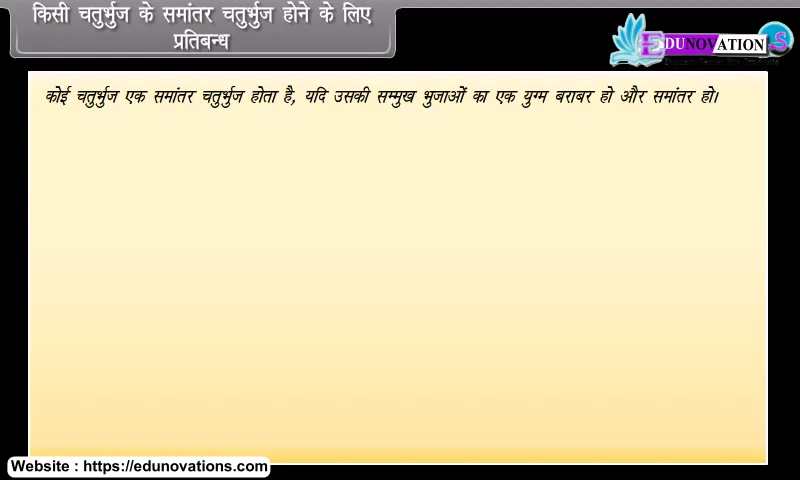 किसी चतुर्भुज के समांतर चतुर्भुज होने के लिए
प्रतिबन्ध
EDUNOVATIONS
कोई चतुर्भुज एक समांतर चतुर्भुज होता है, यदि उसकी सम्मुख भुजाओं का एक युग्म बराबर हो और समांतर हो।
Website : https://edunovations.com